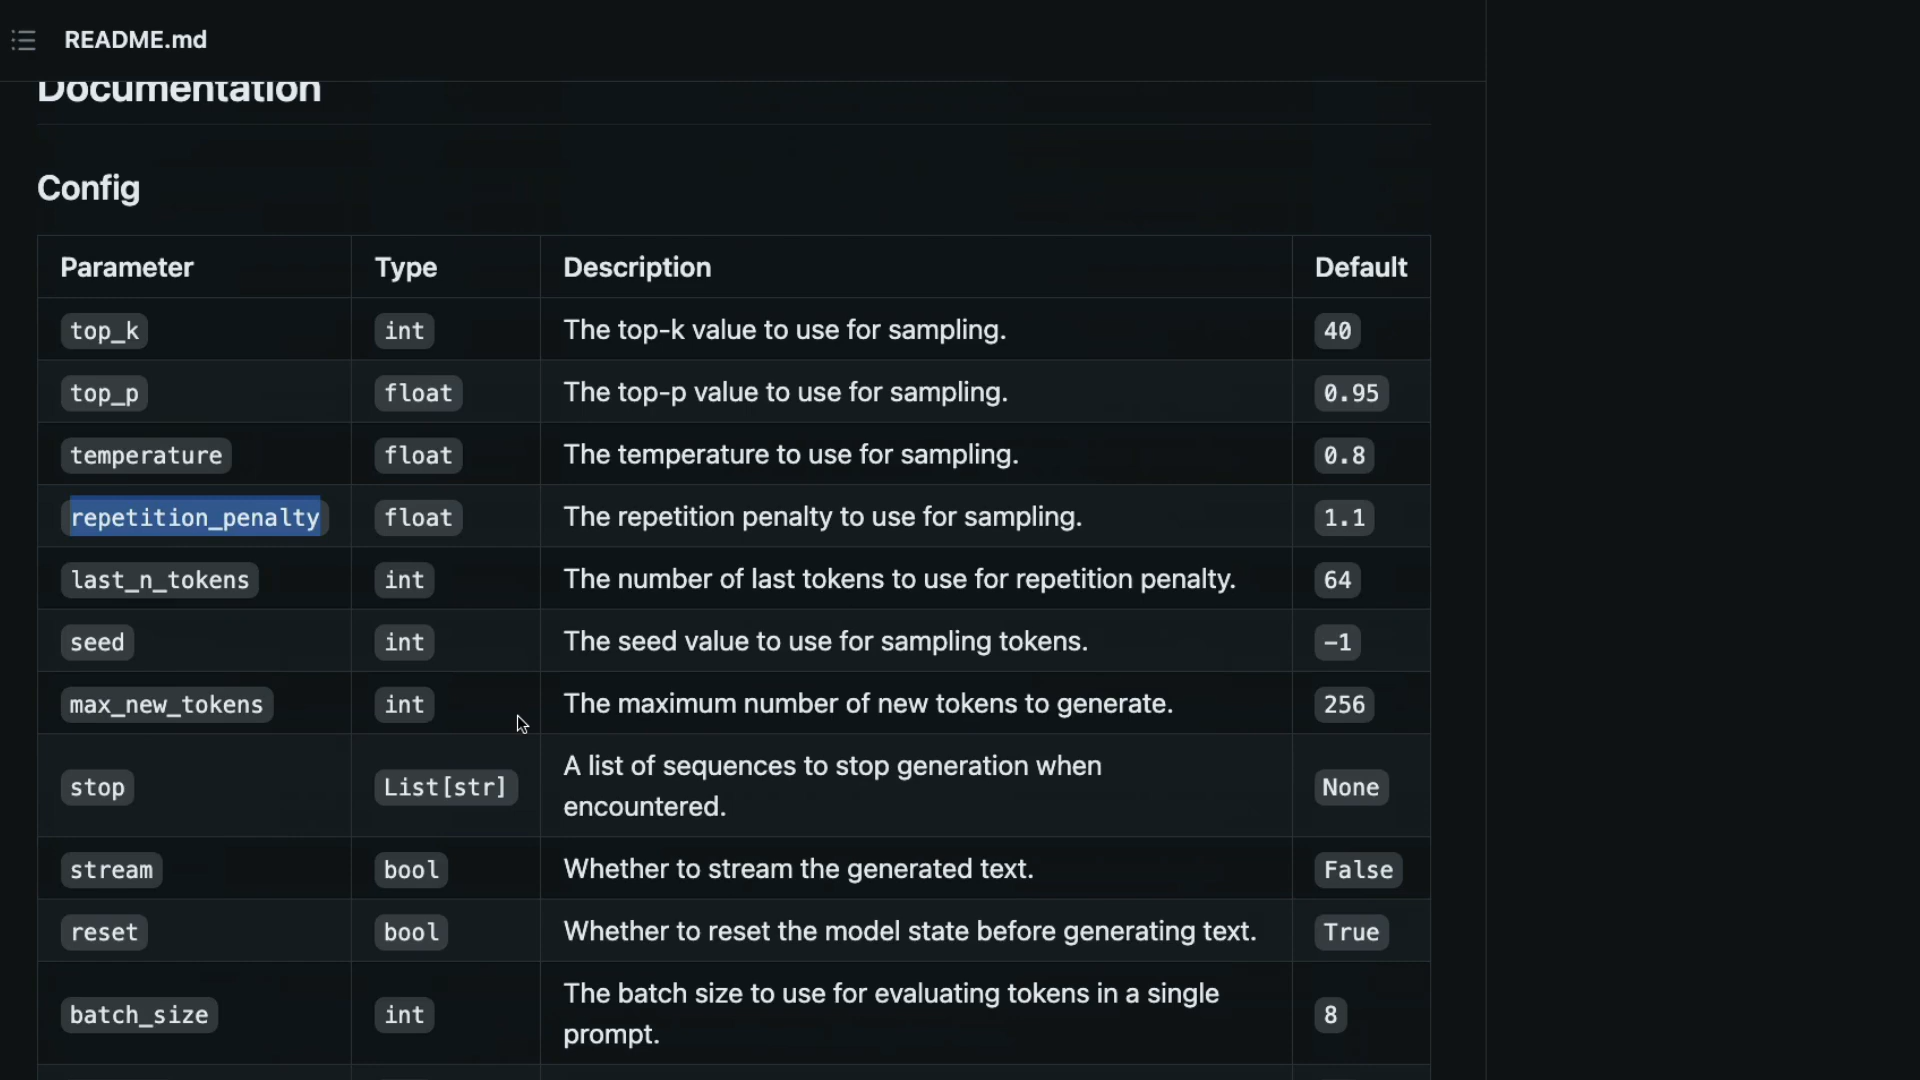 README.md
Documentation
Config
Parameter Type Description Default
top_k int The top-k value to use for sampling. 40
top_p float The top-p value to use for sampling. 0.95
temperature float The temperature to use for sampling. 0.8
repetition_penalty float The repetition penalty to use for sampling. 1.1
last_n_tokens int The number of last tokens to use for repetition penalty. 64
seed int The seed value to use for sampling tokens. -1
max_new_tokens int The maximum number of new tokens to generate. 256
stop List[str] A list of sequences to stop generation when
encountered. None
stream bool Whether to stream the generated text. False
reset bool Whether to reset the model state before generating text. True
batch_size int The batch size to use for evaluating tokens in a single
prompt. 8